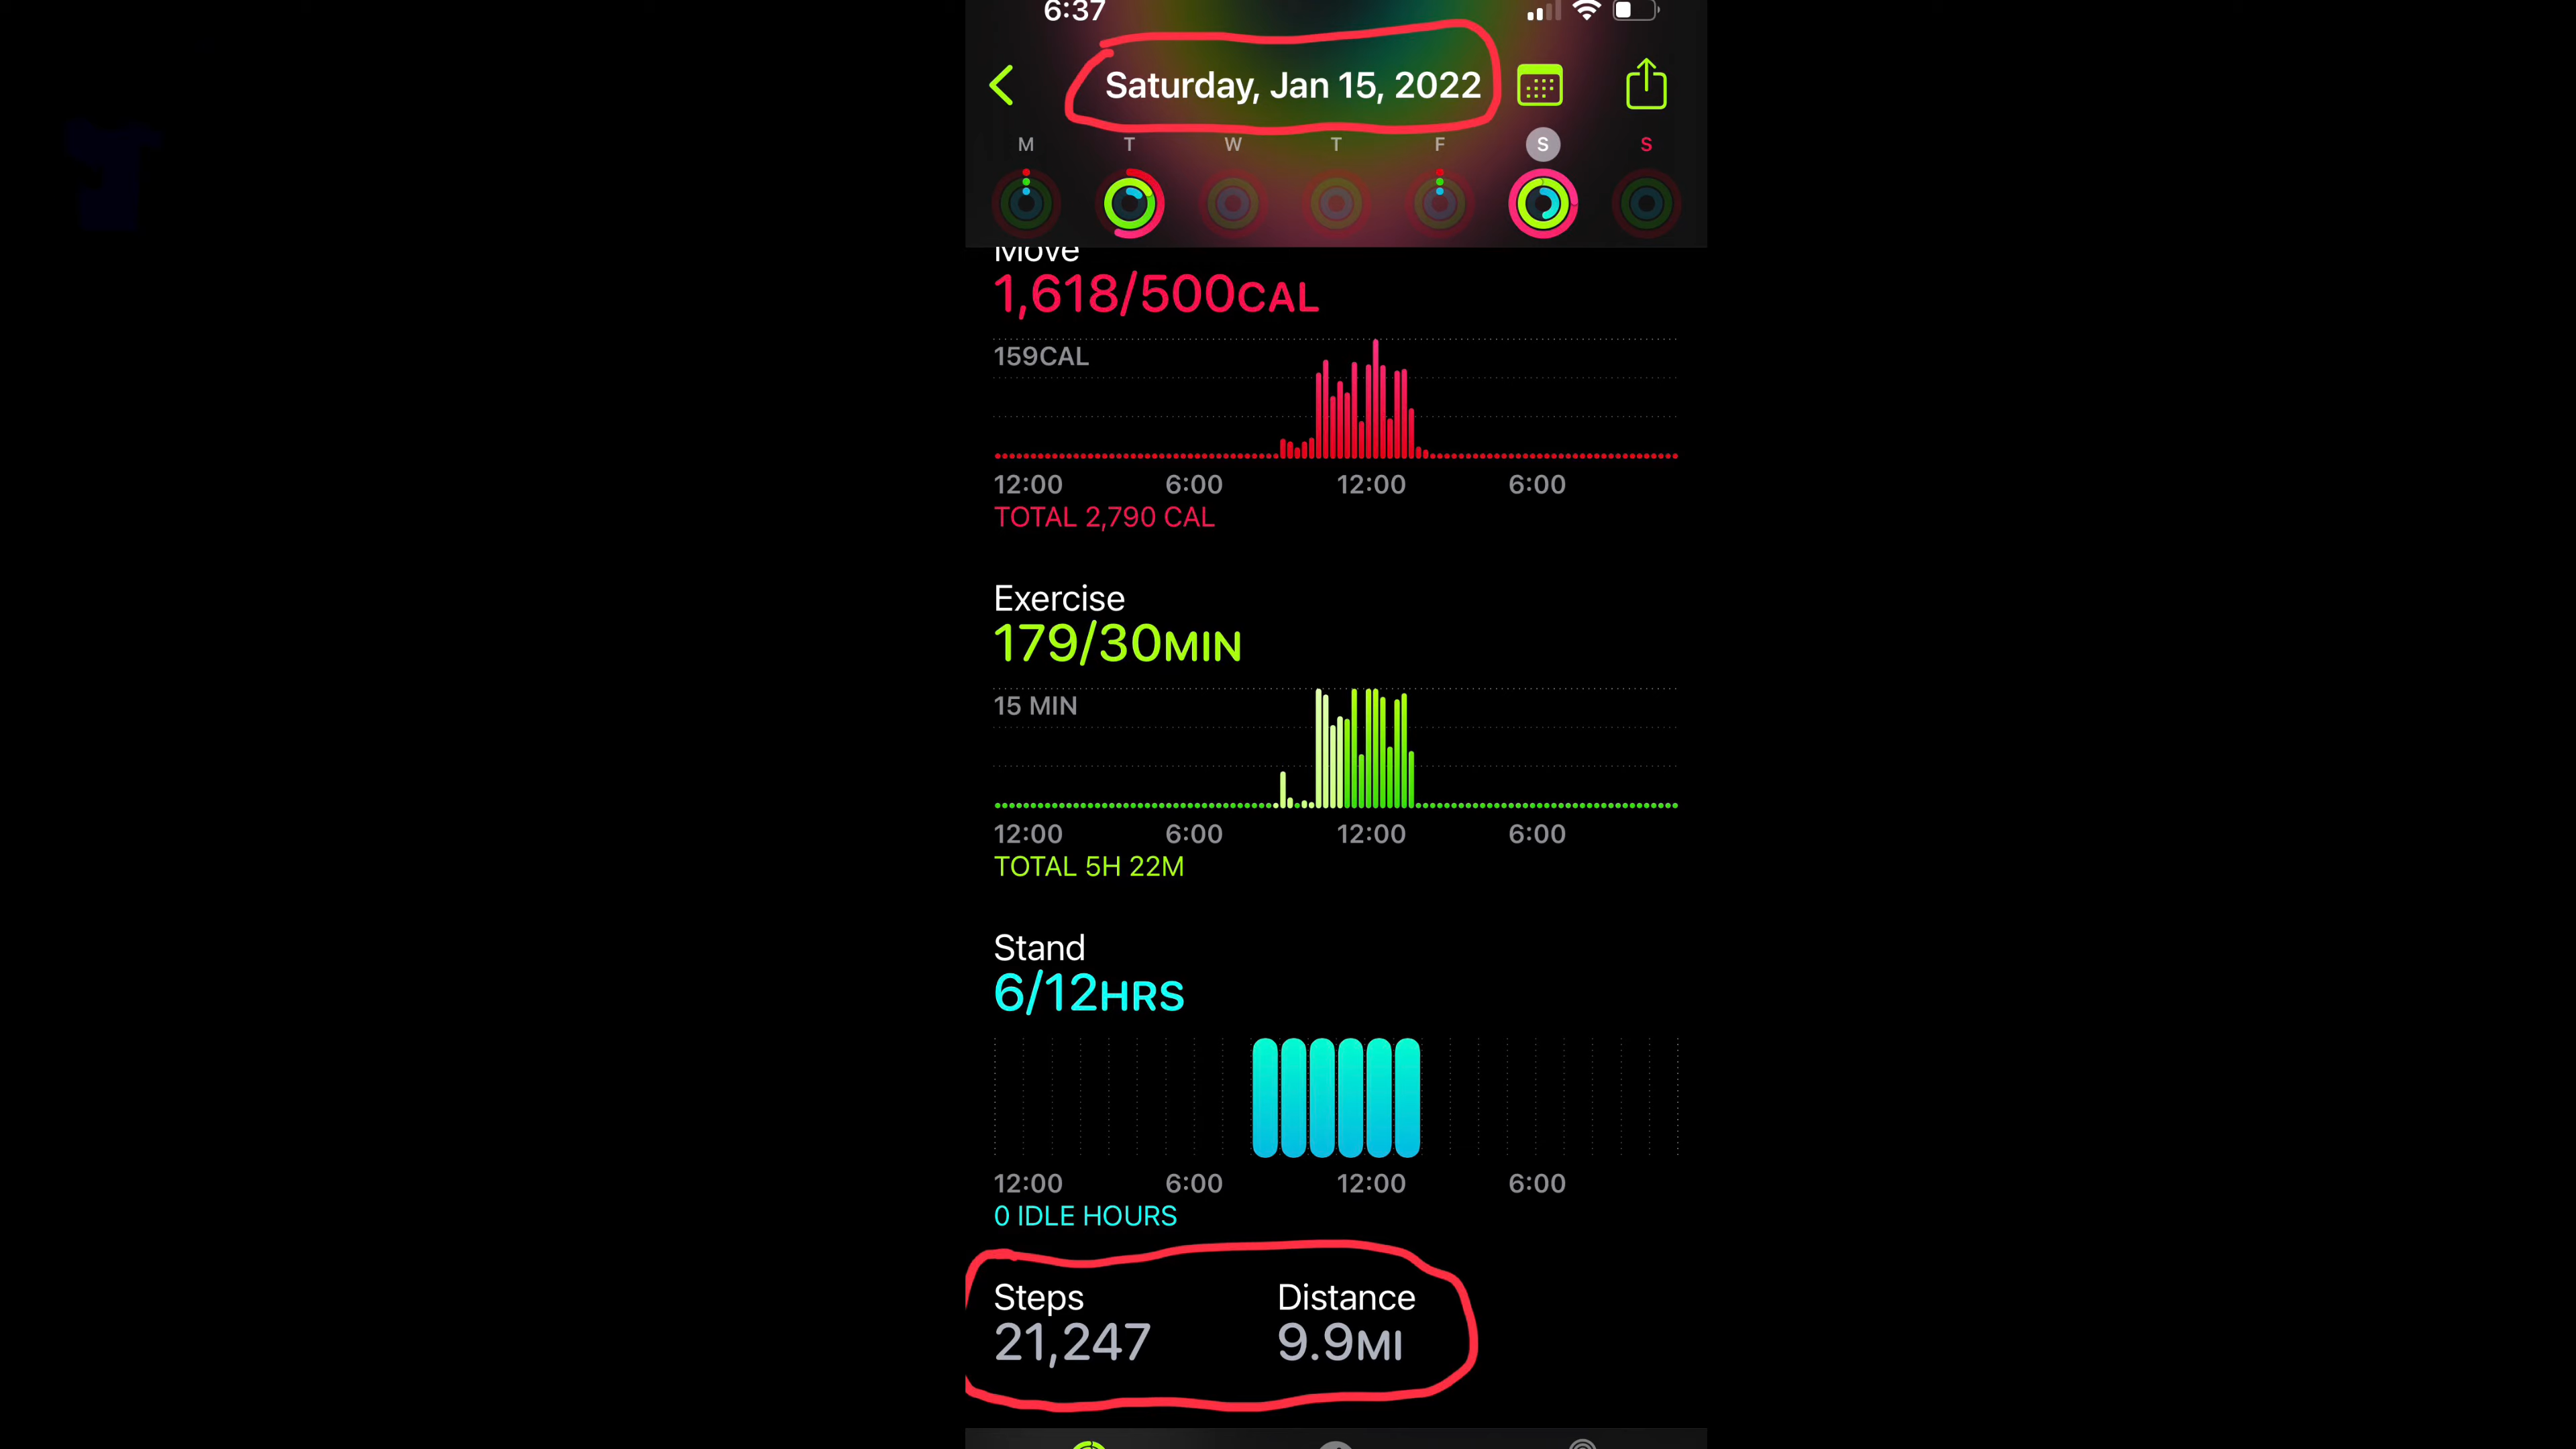 6:37
Saturday, Jan 15, 2022
M T W T F S S
Move
1,618/500CAL
159CAL
12:00 6:00 12:00 6:00
TOTAL 2,790 CAL
Exercise
179/30MIN
15 MIN
12:00 6:00 12:00 6:00
TOTAL 5H 22M
Stand
6/12HRS
12:00 6:00 12:00 6:00
0 IDLE HOURS
Steps Distance
21,247 9.9MI